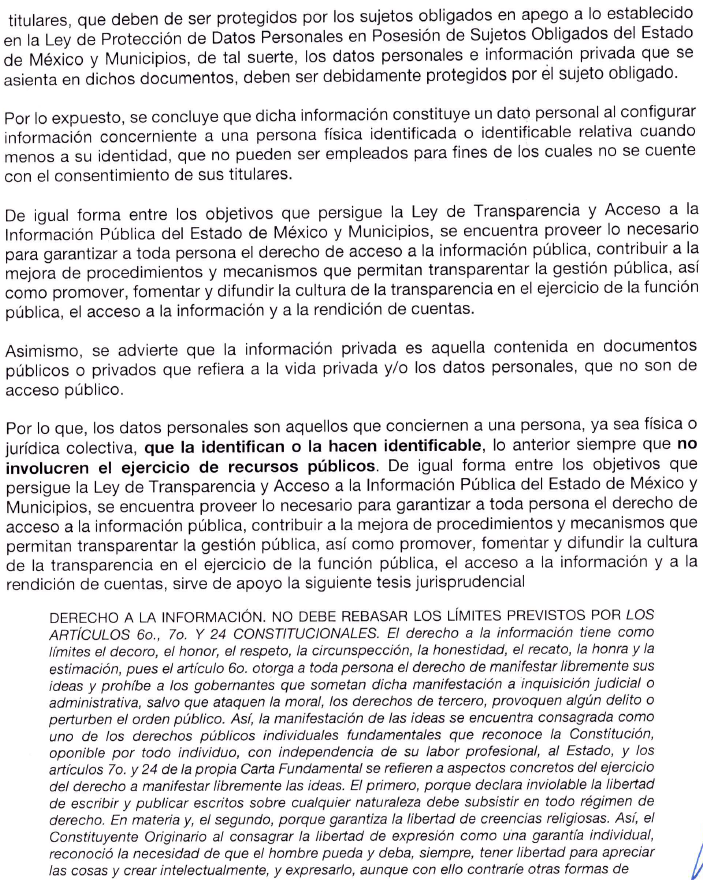 titulares, que deben de ser protegidos por los sujetos obligados en apego a lo establecido
en la Ley de Protección de Datos Personales en Posesión de Sujetos Obligados del Estado
de México y Municipios, de tal suerte, los datos personales e información privada que se
asienta en dichos documentos, deben ser debidamente protegidos por el sujeto obligado.
Por lo expuesto, se concluye que dicha información constituye un dato personal al configurar
información concerniente a una persona física identificada o identificable relativa cuando
menos a su identidad, que no pueden ser empleados para fines de los cuales no se cuente
con el consentimiento de sus titulares.
De igual forma entre los objetivos que persigue la Ley de Transparencia y Acceso a la
Información Pública del Estado de México y Municipios, se encuentra proveer lo necesario
para garantizar a toda persona el derecho de acceso a la información pública, contribuir a la
mejora de procedimientos y mecanismos que permitan transparentar la gestión pública, así
como promover, fomentar y difundir la cultura de la transparencia en el ejercicio de la función
pública, el acceso a la información y a la rendición de cuentas.
Asimismo, se advierte que la información privada es aquella contenida en documentos
públicos o privados que refiera a la vida privada y/o los datos personales, que no son de
acceso público.
Por lo que, los datos personales son aquellos que conciernen a una persona, ya sea física o
jurídica colectiva, que la identifican o la hacen identificable, lo anterior siempre que no
involucren el ejercicio de recursos públicos. De igual forma entre los objetivos que
persigue la Ley de Transparencia y Acceso a la Información Pública del Estado de México y
Municipios, se encuentra proveer lo necesario para garantizar a toda persona el derecho de
acceso a la información pública, contribuir a la mejora de procedimientos y mecanismos que
permitan transparentar la gestión pública, así como promover, fomentar y difundir la cultura
de la transparencia en el ejercicio de la función pública, el acceso a la información y a la
rendición de cuentas, sirve de apoyo la siguiente tesis jurisprudencial
DERECHO A LA INFORMACIÓN. NO DEBE REBASAR LOS LÍMITES PREVISTOS POR LOS
ARTÍCULOS 6o., 7o. Y 24 CONSTITUCIONALES. El derecho a la información tiene como
límites el decoro, el honor, el respeto, la circunspección, la honestidad, el recato, la honra y la
estimación, pues el artículo 6o. otorga a toda persona el derecho de manifestar libremente sus
ideas y prohíbe a los gobernantes que sometan dicha manifestación a inquisición judicial o
administrativa, salvo que ataquen la moral, los derechos de tercero, provoquen algún delito o
perturben el orden público. Así, la manifestación de las ideas se encuentra consagrada como
uno de los derechos públicos individuales fundamentales que reconoce la Constitución,
oponible por todo individuo, con independencia de su labor profesional, al Estado, y los
artículos 7o. y 24 de la propia Carta Fundamental se refieren a aspectos concretos del ejercicio
del derecho a manifestar libremente las ideas. El primero, porque declara inviolable la libertad
de escribir y publicar escritos sobre cualquier naturaleza debe subsistir en todo régimen de
derecho. En materia y, el segundo, porque garantiza la libertad de creencias religiosas. Así, el
Constituyente Originario al consagrar la libertad de expresión como una garantía individual,
reconoció la necesidad de que el hombre pueda y deba, siempre, tener libertad para apreciar
las cosas y crear intelectualmente, y expresarlo, aunque con ello contraríe otras formas de